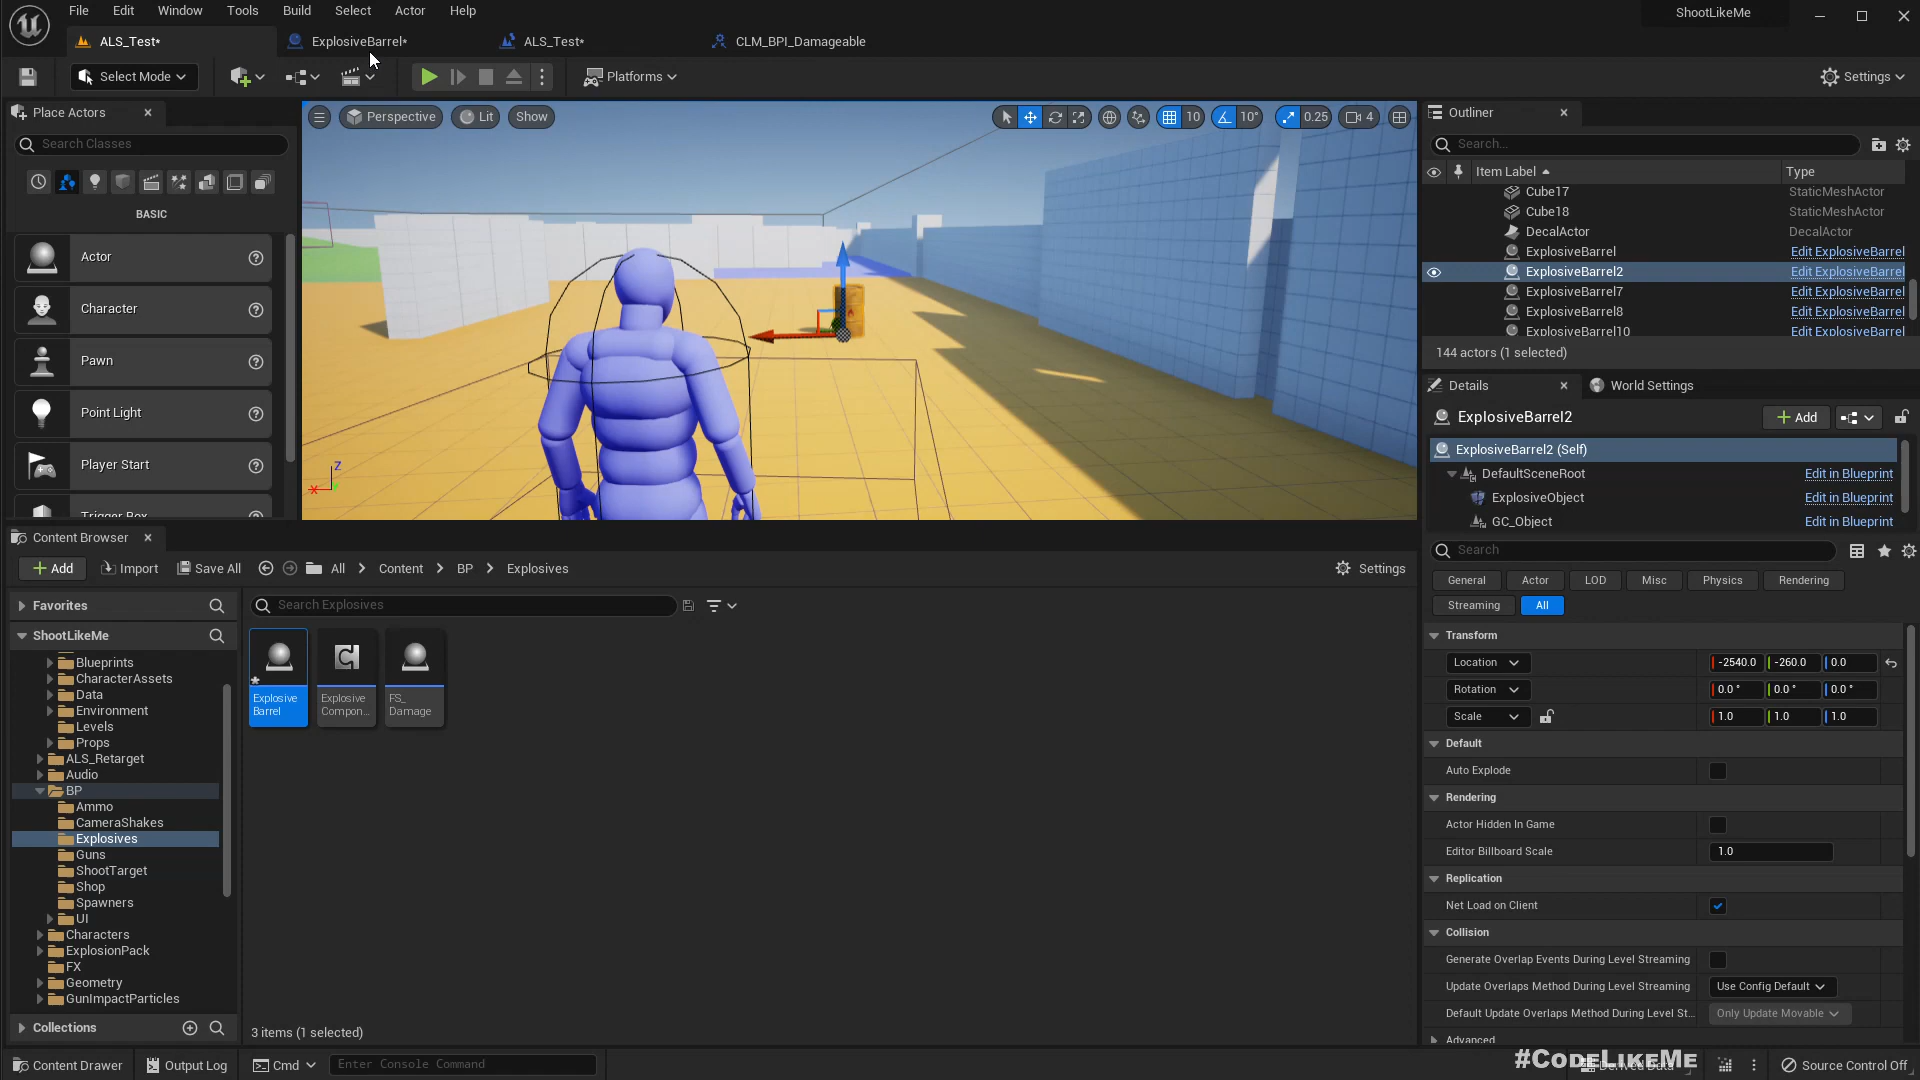 File Edit Window Tools Build Select Actor Help
ShootLikeMe
ALS_Test*
ExplosiveBarrel*
ALS_Test*
CLM_BPI_Damageable
Select Mode
Platforms
Settings
Place Actors
Search Classes
BASIC
Actor
Character
Pawn
Point Light
Player Start
Trigger Box
Perspective
Lit
Show
10
10°
0.25
4
Z
X
Outliner
Search...
Item Label
Type
Cube17 StaticMeshActor
Cube18 StaticMeshActor
DecalActor DecalActor
ExplosiveBarrel Edit ExplosiveBarrel
ExplosiveBarrel2 Edit ExplosiveBarrel
ExplosiveBarrel7 Edit ExplosiveBarrel
ExplosiveBarrel8 Edit ExplosiveBarrel
ExplosiveBarrel10 Edit ExplosiveBarrel
144 actors (1 selected)
Details
World Settings
ExplosiveBarrel2
Add
ExplosiveBarrel2 (Self)
DefaultSceneRoot Edit in Blueprint
ExplosiveObject Edit in Blueprint
GC_Object Edit in Blueprint
Search
General Actor LOD Misc Physics Rendering
Streaming All
Transform
Location -2540.0 -260.0 0.0
Rotation 0.0° 0.0° 0.0°
Scale 1.0 1.0 1.0
Default
Auto Explode
Rendering
Actor Hidden In Game
Editor Billboard Scale 1.0
Replication
Net Load on Client
Collision
Generate Overlap Events During Level Streaming
Update Overlaps Method During Level Streaming Use Config Default
Default Update Overlaps Method During Level St... Only Update Movable
Advanced
Content Browser
Add
Import
Save All
All
Content
BP
Explosives
Settings
Favorites
Search Explosives
ShootLikeMe
Blueprints
CharacterAssets
Data
Environment
Levels
Props
ALS_Retarget
Audio
BP
Ammo
CameraShakes
Explosives
Guns
ShootTarget
Shop
Spawners
UI
Characters
ExplosionPack
FX
Geometry
GunImpactParticles
Collections
Explosive
Barrel
Explosive
Compon...
FS_
Damage
3 items (1 selected)
Content Drawer
Output Log
Cmd
Enter Console Command
#CodeLikeMe
Source Control Off